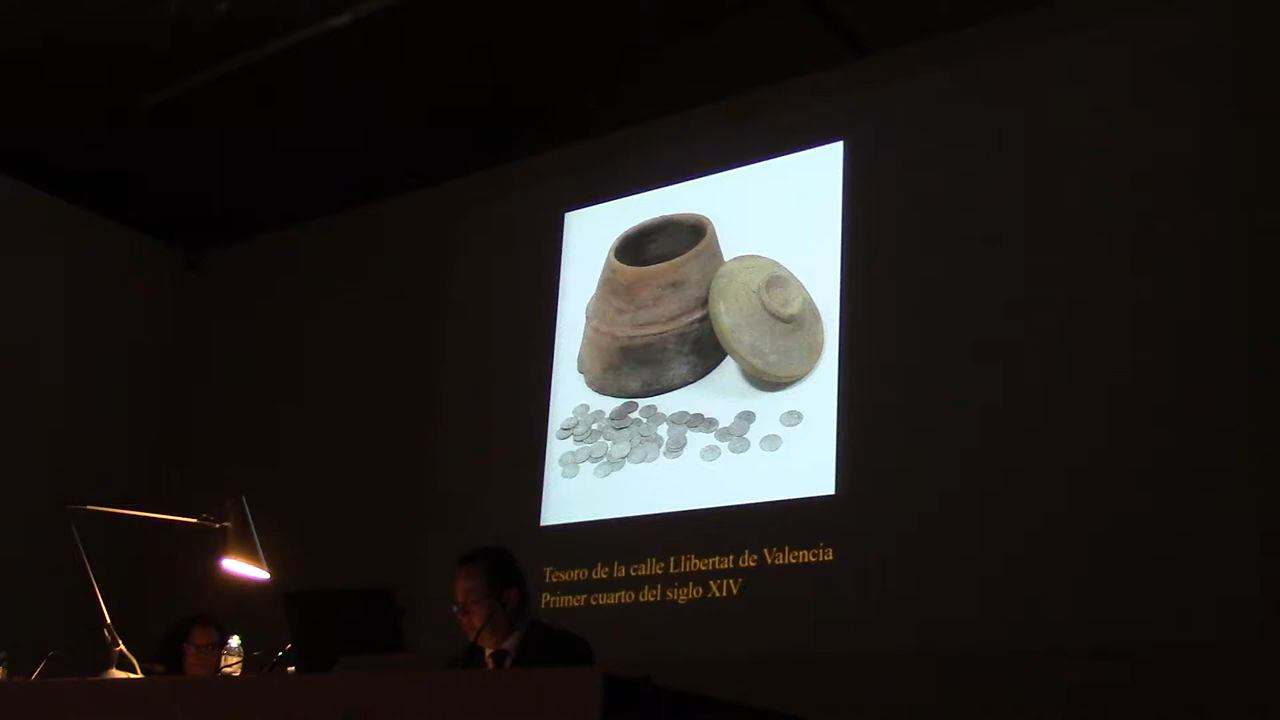 Tesoro de la calle Llibertat de Valencia
Primer cuarto del siglo XIV